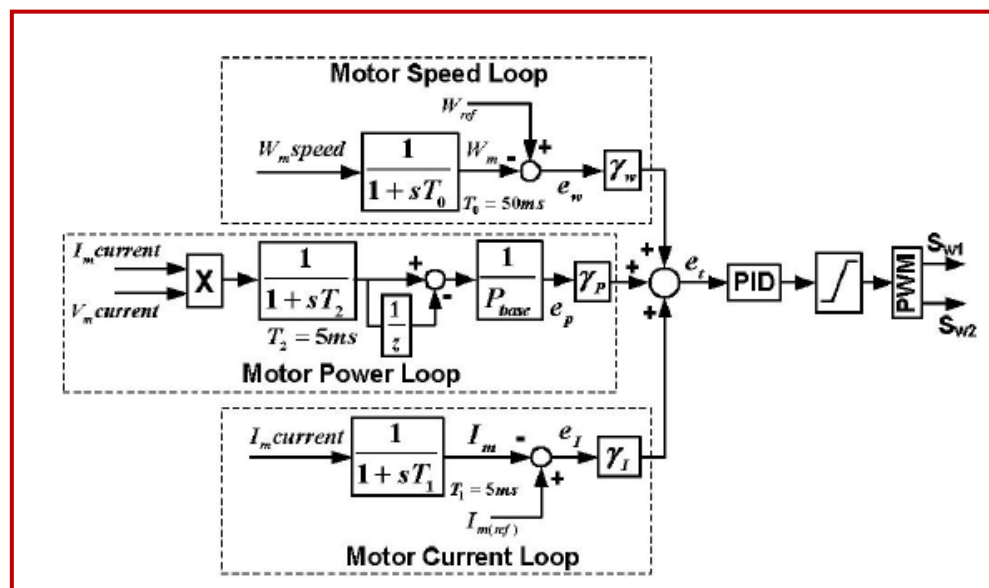 Motor Speed Loop
W_ref
W_m speed
1
1 + sT_0
W_m
-
+
T_0 = 50ms
e_w
γ_w
I_m current
V_m current
X
1
1 + sT_2
T_2 = 5ms
+
-
1
z
1
P_base
e_p
γ_p
Motor Power Loop
+
+
+
e_t
PID
PWM
S_w1
S_w2
I_m current
1
1 + sT_1
I_m
-
+
T_1 = 5ms
e_I
γ_I
I_m(ref)
Motor Current Loop